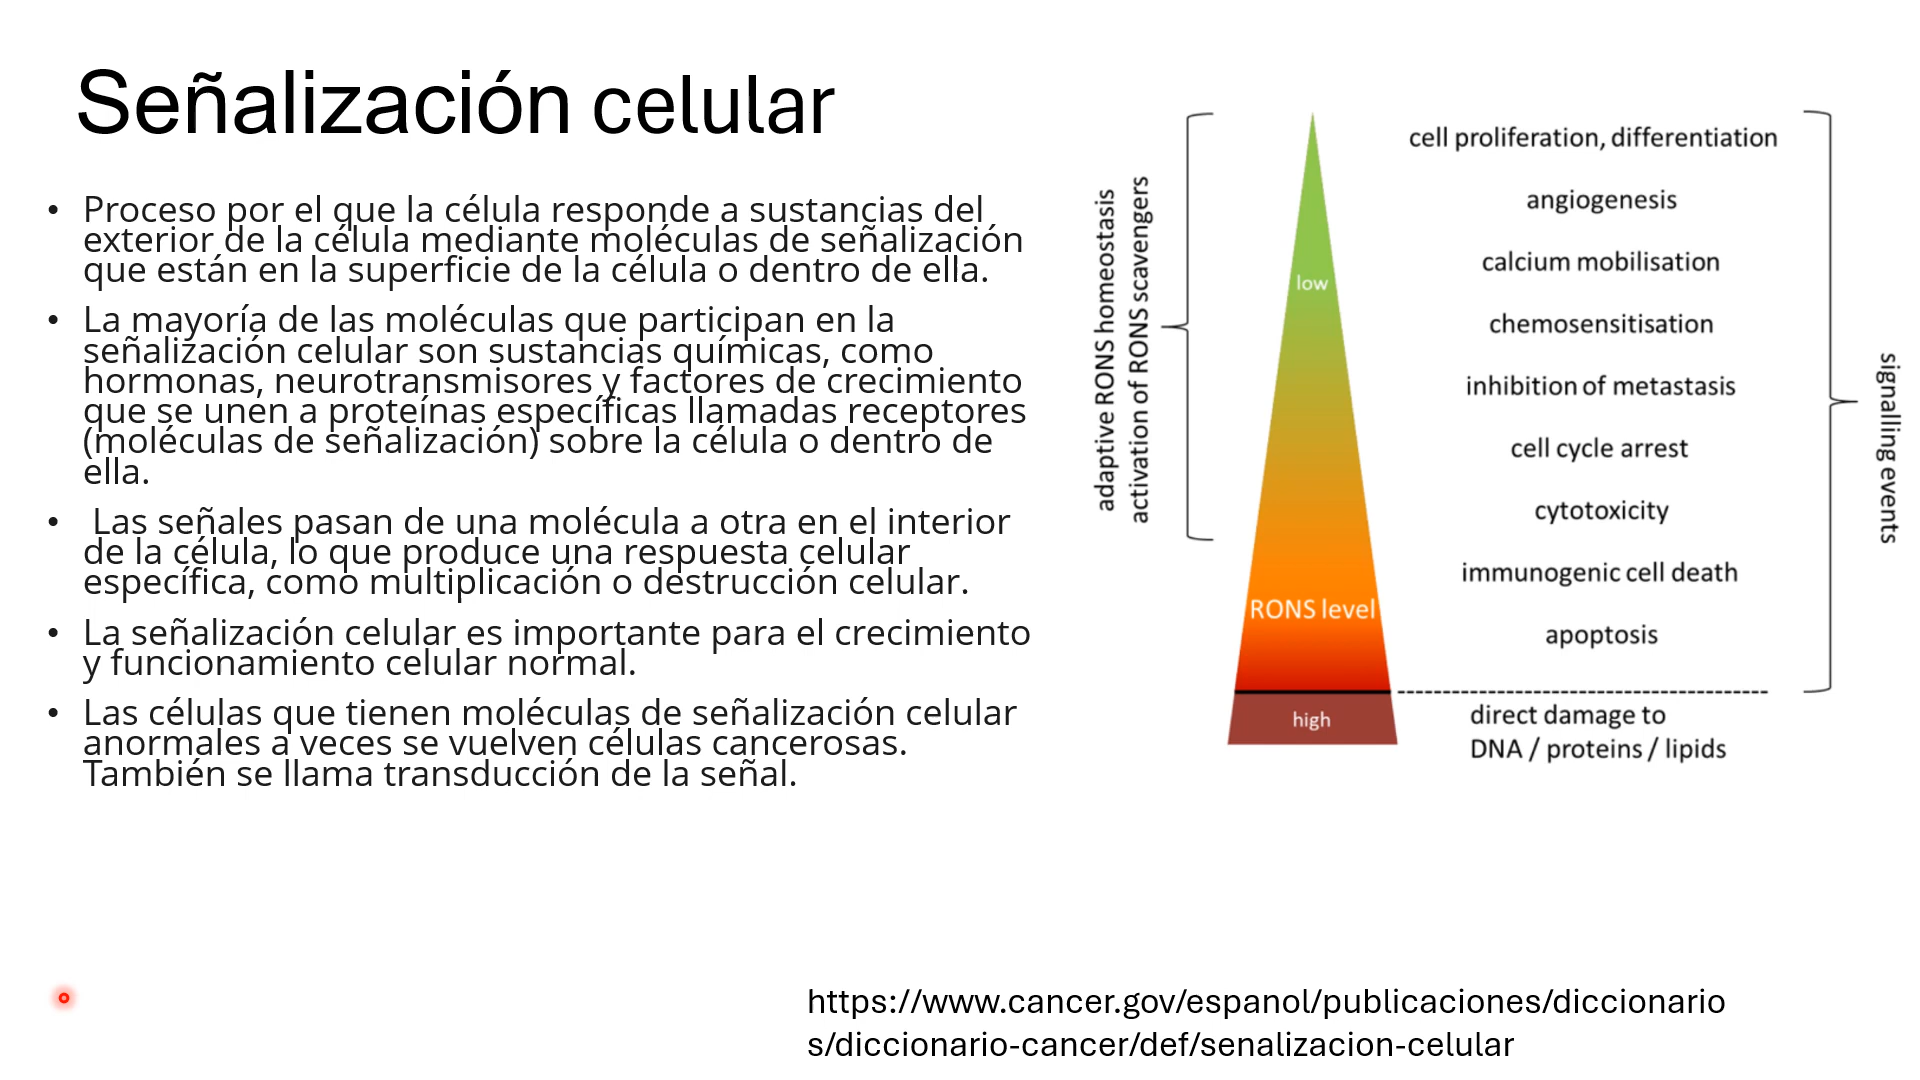 Señalización celular
• Proceso por el que la célula responde a sustancias del
exterior de la célula mediante moléculas de señalización
que están en la superficie de la célula o dentro de ella.
• La mayoría de las moléculas que participan en la
señalización celular son sustancias químicas, como
hormonas, neurotransmisores y factores de crecimiento
que se unen a proteínas específicas llamadas receptores
(moléculas de señalización) sobre la célula o dentro de
ella.
• Las señales pasan de una molécula a otra en el interior
de la célula, lo que produce una respuesta celular
específica, como multiplicación o destrucción celular.
• La señalización celular es importante para el crecimiento
y funcionamiento celular normal.
• Las células que tienen moléculas de señalización celular
anormales a veces se vuelven células cancerosas.
También se llama transducción de la señal.
adaptive RONS homeostasis
activation of RONS scavengers
low
RONS level
high
cell proliferation, differentiation
angiogenesis
calcium mobilisation
chemosensitisation
inhibition of metastasis
cell cycle arrest
cytotoxicity
immunogenic cell death
apoptosis
direct damage to
DNA / proteins / lipids
signalling events
https://www.cancer.gov/espanol/publicaciones/diccionario
s/diccionario-cancer/def/senalizacion-celular